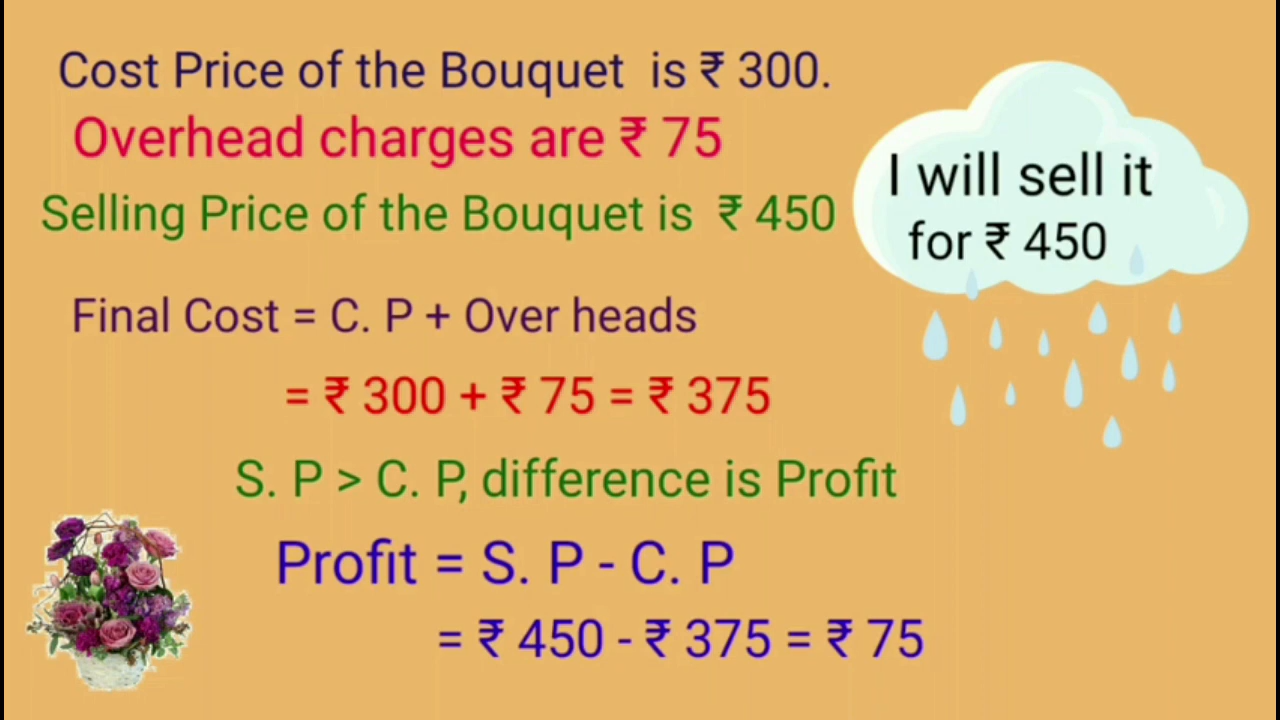 Cost Price of the Bouquet is ₹ 300.
Overhead charges are ₹ 75
Selling Price of the Bouquet is ₹ 450
I will sell it
for ₹ 450
Final Cost = C. P + Over heads
= ₹ 300 + ₹ 75 = ₹ 375
S. P > C. P, difference is Profit
Profit = S. P - C. P
= ₹ 450 - ₹ 375 = ₹ 75